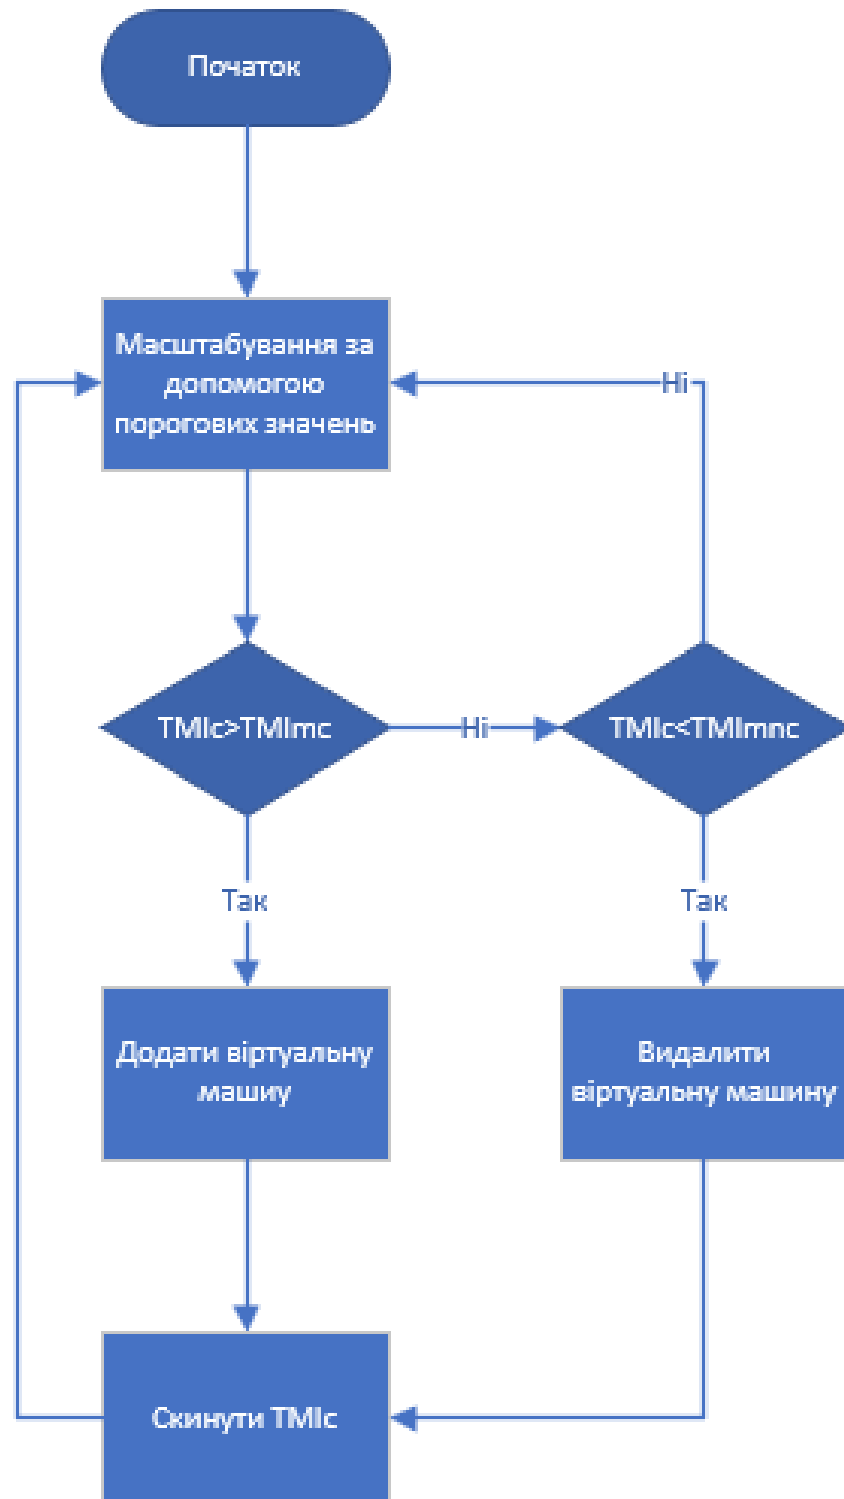 Початок
Масштабування за
допомогою
порогових значень
Ні
TMIc>TMImc
Ні
TMIc<TMImnc
Так
Так
Додати віртуальну
машиу
Видалити
віртуальну машину
Скинути TMIc